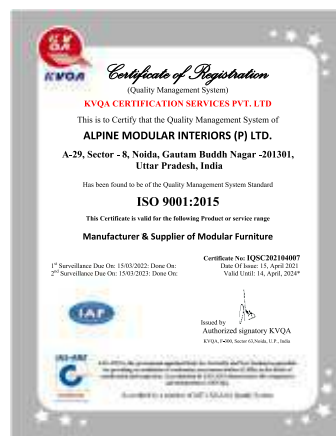 KVQA
Certificate of Registration
(Quality Management System)
KVQA CERTIFICATION SERVICES PVT. LTD
This is to Certify that the Quality Management System of
ALPINE MODULAR INTERIORS (P) LTD.
A-29, Sector - 8, Noida, Gautam Buddh Nagar -201301,
Uttar Pradesh, India
Has been found to be of the Quality Management System Standard
ISO 9001:2015
This Certificate is valid for the following Product or service range
Manufacturer & Supplier of Modular Furniture
Certificate No: IQSC202104007
1st Surveillance Due On: 15/03/2022: Done On: Date Of Issue: 15, April 2021
2nd Surveillance Due On: 15/03/2023: Done On: Valid Until: 14, April, 2024*
IAF
Issued by
Authorized signatory KVQA